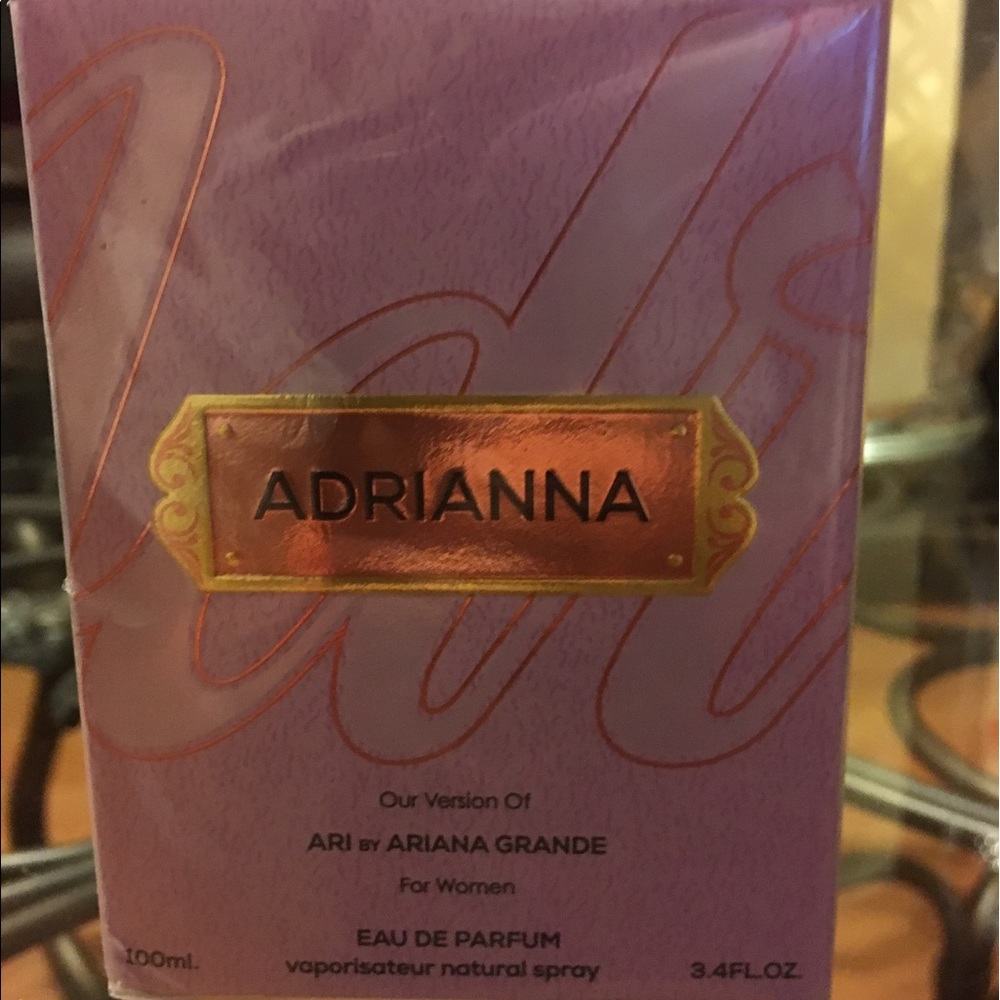 ADRIANNA
Our Version Of
ARI BY ARIANA GRANDE
For Women
EAU DE PARFUM
vaporisateur natural spray
100ml.
3.4FL.OZ.